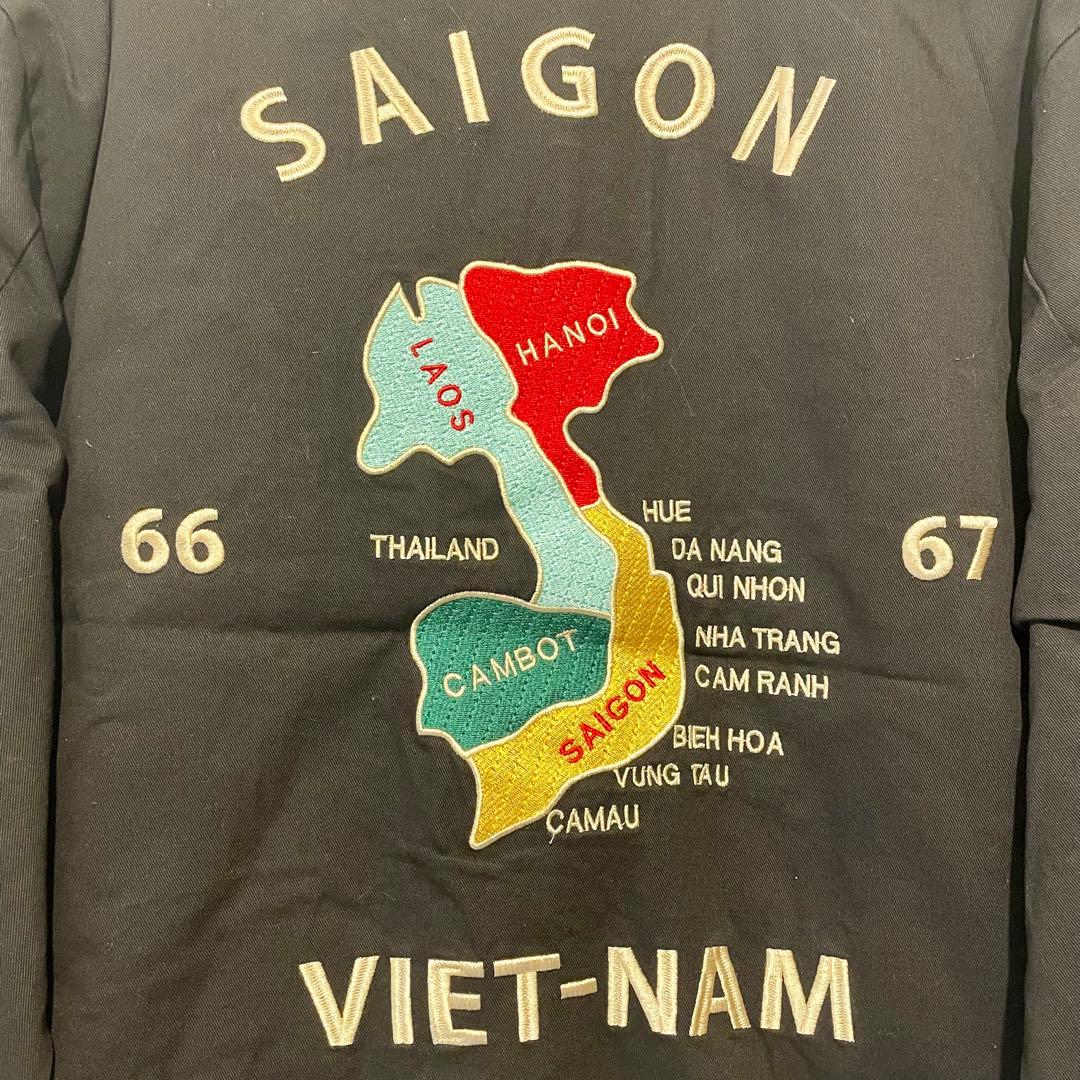 SAIGON
HANOI
LAOS
66
THAILAND
HUE
DA NANG
67
QUI NHON
NHA TRANG
CAMBOT
CAM RANH
SAIGON
BIEH HOA
VUNG TAU
CAMAU
VIET-NAM